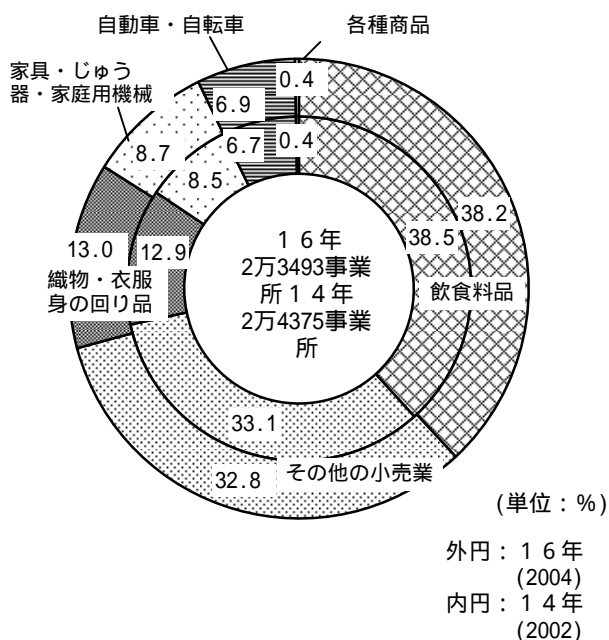 自動車・自転車
各種商品
家具・じゅう
器・家庭用機械
0.4
6.9
8.7
6.7
0.4
8.5
38.2
38.5
13.0
12.9
織物・衣服
身の回り品
16年
2万3493事業
所14年
2万4375事業
所
飲食料品
33.1
32.8
その他の小売業
(単位：%)
外円：16年
(2004)
内円：14年
(2002)